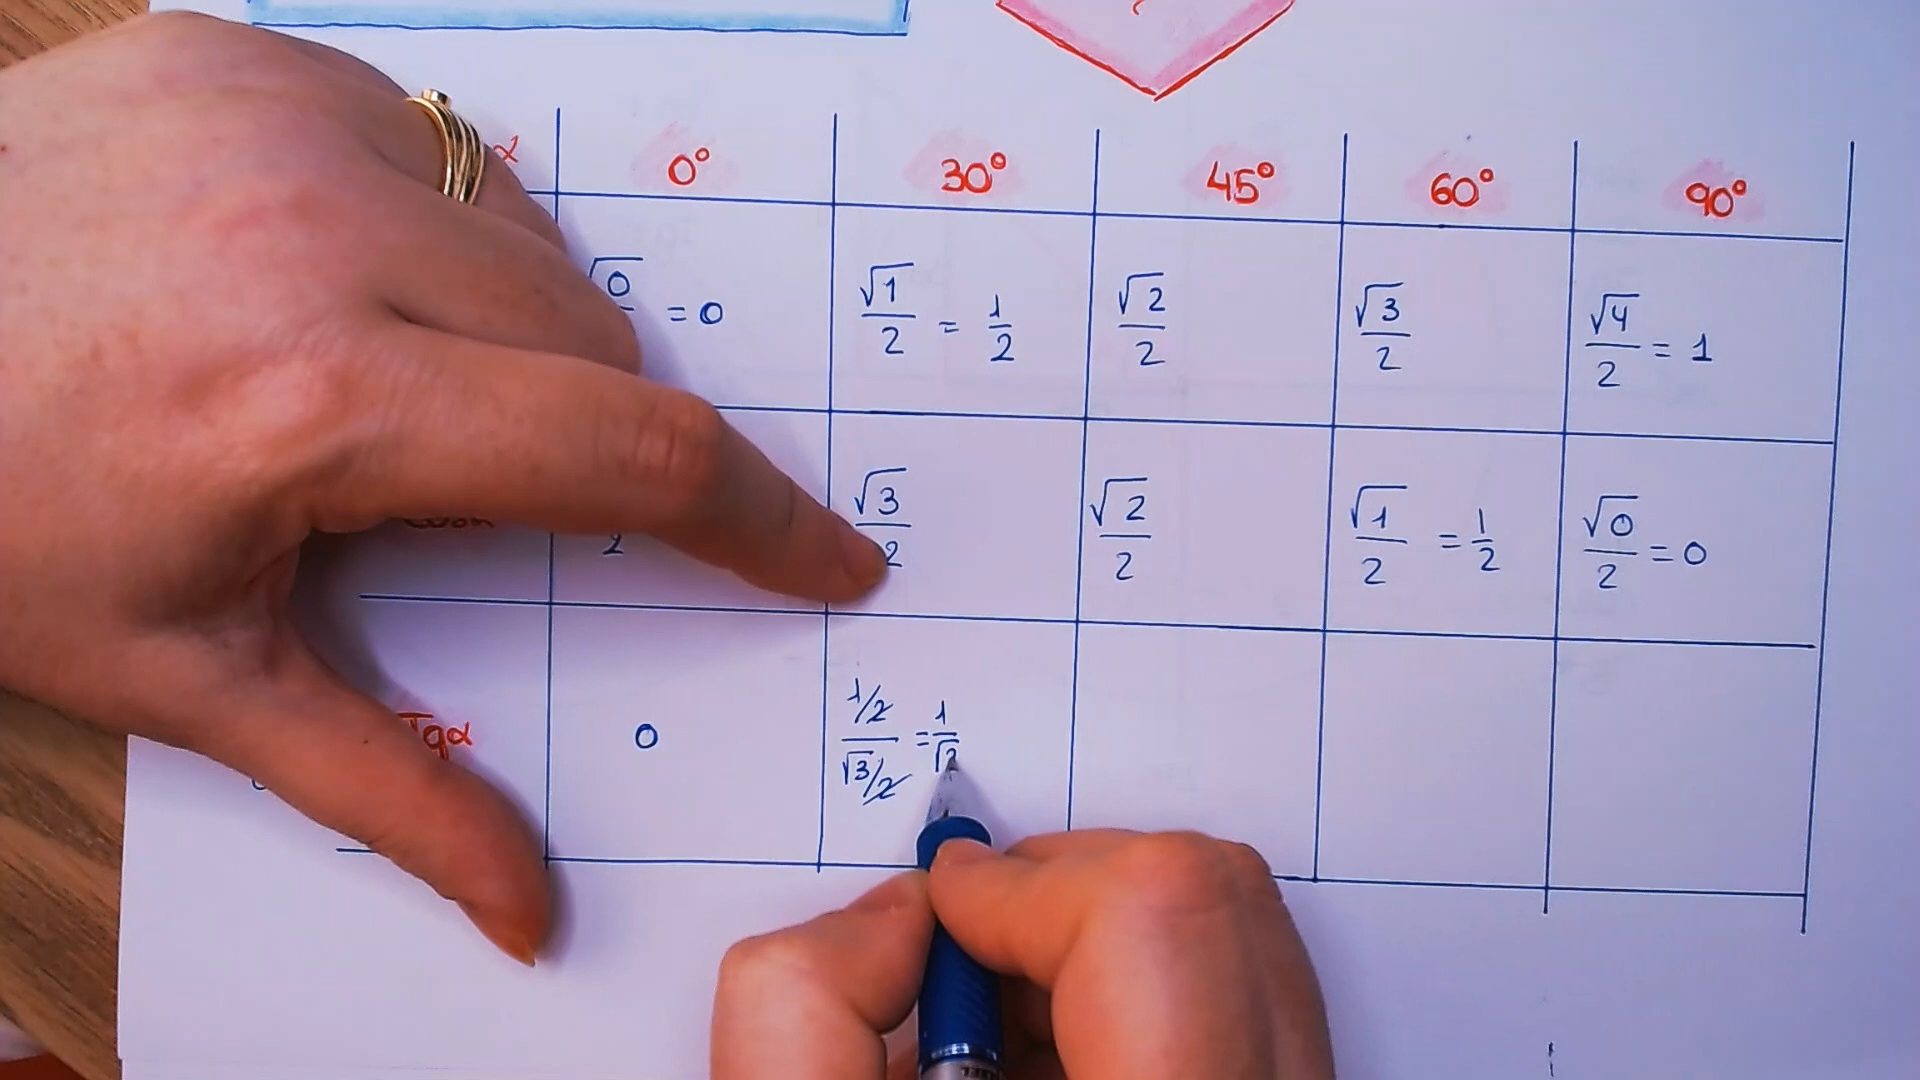 α 0° 30° 45° 60° 90°
√0 = 0 √1/2 = 1/2 √2/2 √3/2 √4/2 = 1
2 √3/2 √2/2 √1/2 = 1/2 √0/2 = 0
Tgα 0 1/2 / √3/2 = 1/√3